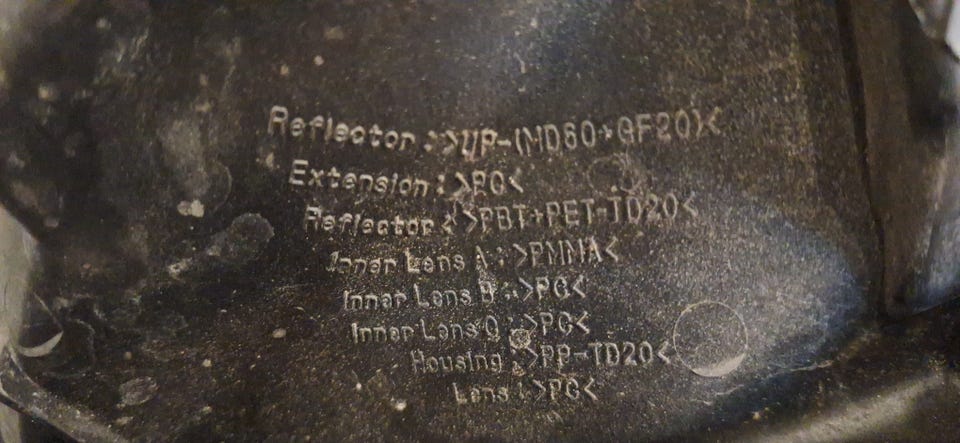 Reflector : >UP-(MD60+GF20)<
Extension : >PC<
Reflector : >PBT+PET-TD20<
Inner Lens A : >PMMA<
Inner Lens B : >PC<
Inner Lens C : >PC<
Housing : >PP-TD20<
Lens : >PC<